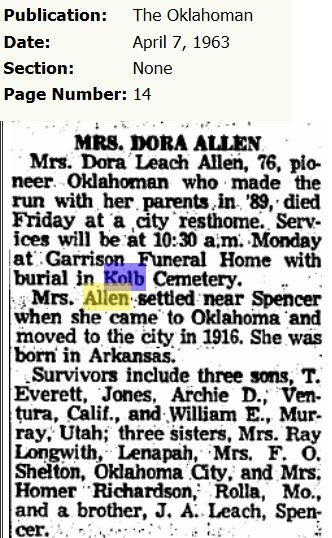 Publication: The Oklahoman
Date: April 7, 1963
Section: None
Page Number: 14
MRS. DORA ALLEN
Mrs. Dora Leach Allen, 76, pio-
neer Oklahoman who made the
run with her parents in '89, died
Friday at a city resthome. Serv-
ices will be at 10:30 a.m. Monday
at Garrison Funeral Home with
burial in Kolb Cemetery.
Mrs. Allen settled near Spencer
when she came to Oklahoma and
moved to the city in 1916. She was
born in Arkansas.
Survivors include three sons, T.
Everett, Jones, Archie D., Ven-
tura, Calif., and William E., Mur-
ray, Utah; three sisters, Mrs. Ray
Longwith, Lenapah, Mrs. F. O.
Shelton, Oklahoma City, and Mrs.
Homer Richardson, Rolla, Mo.,
and a brother, J. A. Leach, Spen-
cer.